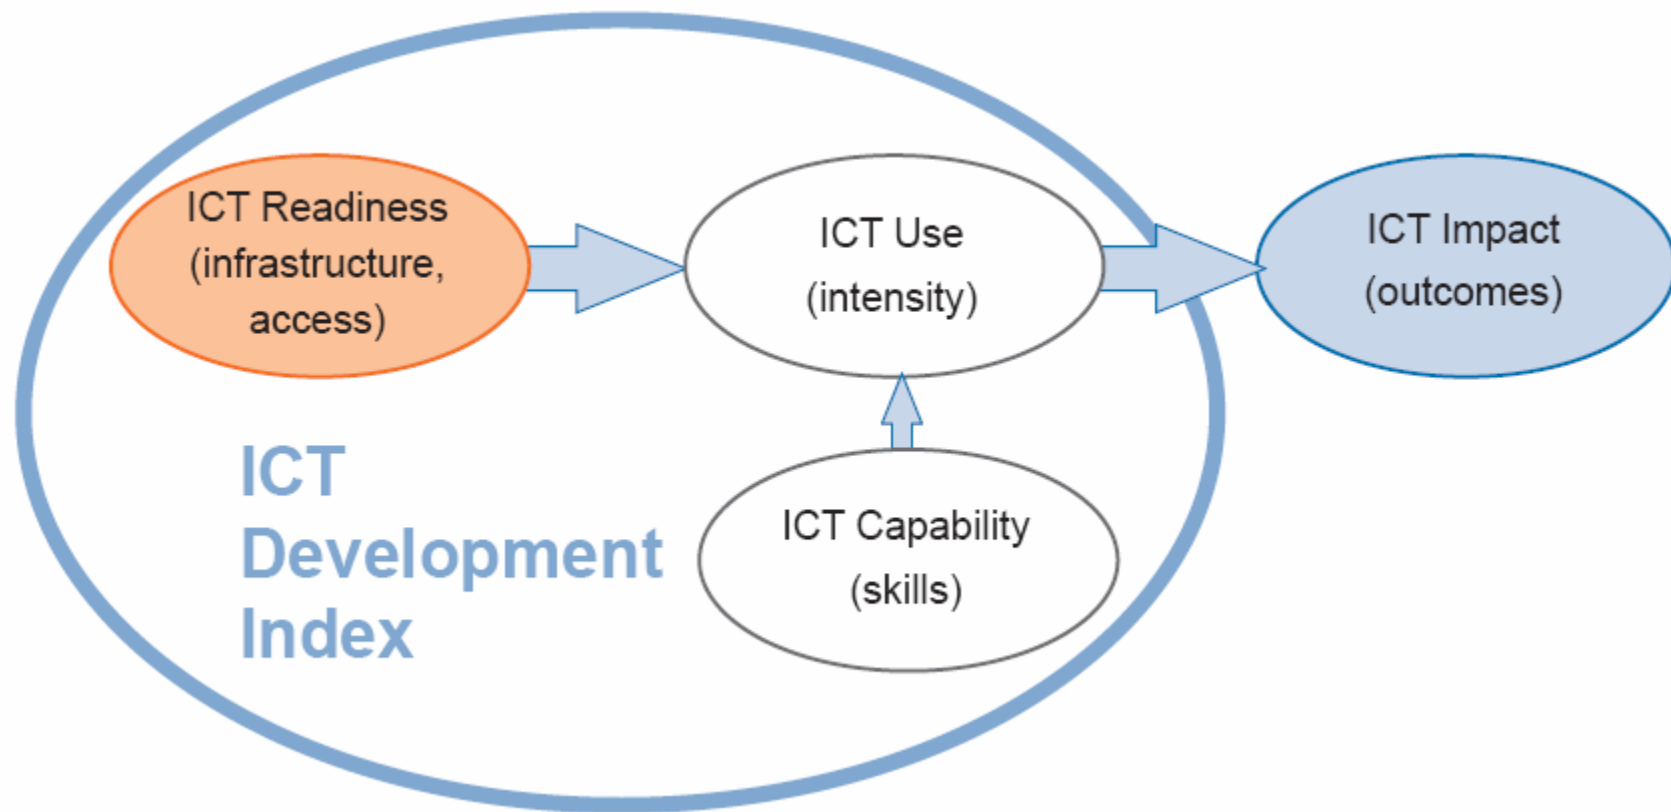 ICT Readiness
(infrastructure,
access)
ICT Use
(intensity)
ICT Impact
(outcomes)
ICT
Development
Index
ICT Capability
(skills)